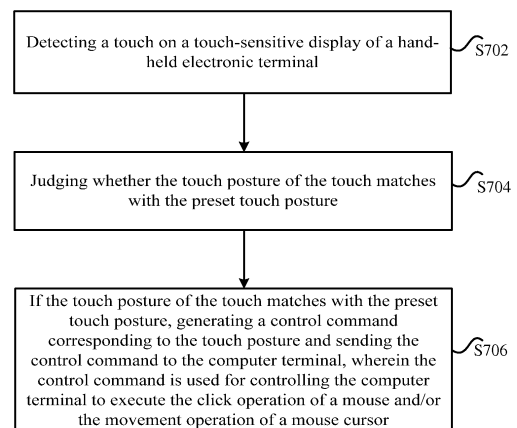 Detecting a touch on a touch-sensitive display of a hand-
held electronic terminal
S702
Judging whether the touch posture of the touch matches
with the preset touch posture
S704
If the touch posture of the touch matches with the preset
touch posture, generating a control command
corresponding to the touch posture and sending the
control command to the computer terminal, wherein the
control command is used for controlling the computer
terminal to execute the click operation of a mouse and/or
the movement operation of a mouse cursor
S706